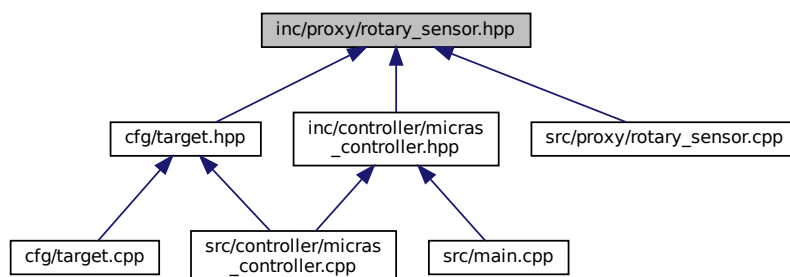 inc/proxy/rotary_sensor.hpp
cfg/target.hpp
inc/controller/micras
_controller.hpp
src/proxy/rotary_sensor.cpp
cfg/target.cpp
src/controller/micras
_controller.cpp
src/main.cpp